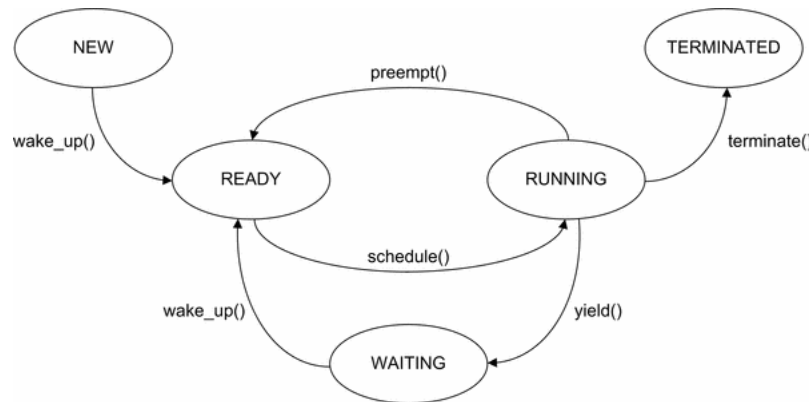 NEW
TERMINATED
preempt()
wake_up()
terminate()
READY
RUNNING
schedule()
wake_up()
yield()
WAITING